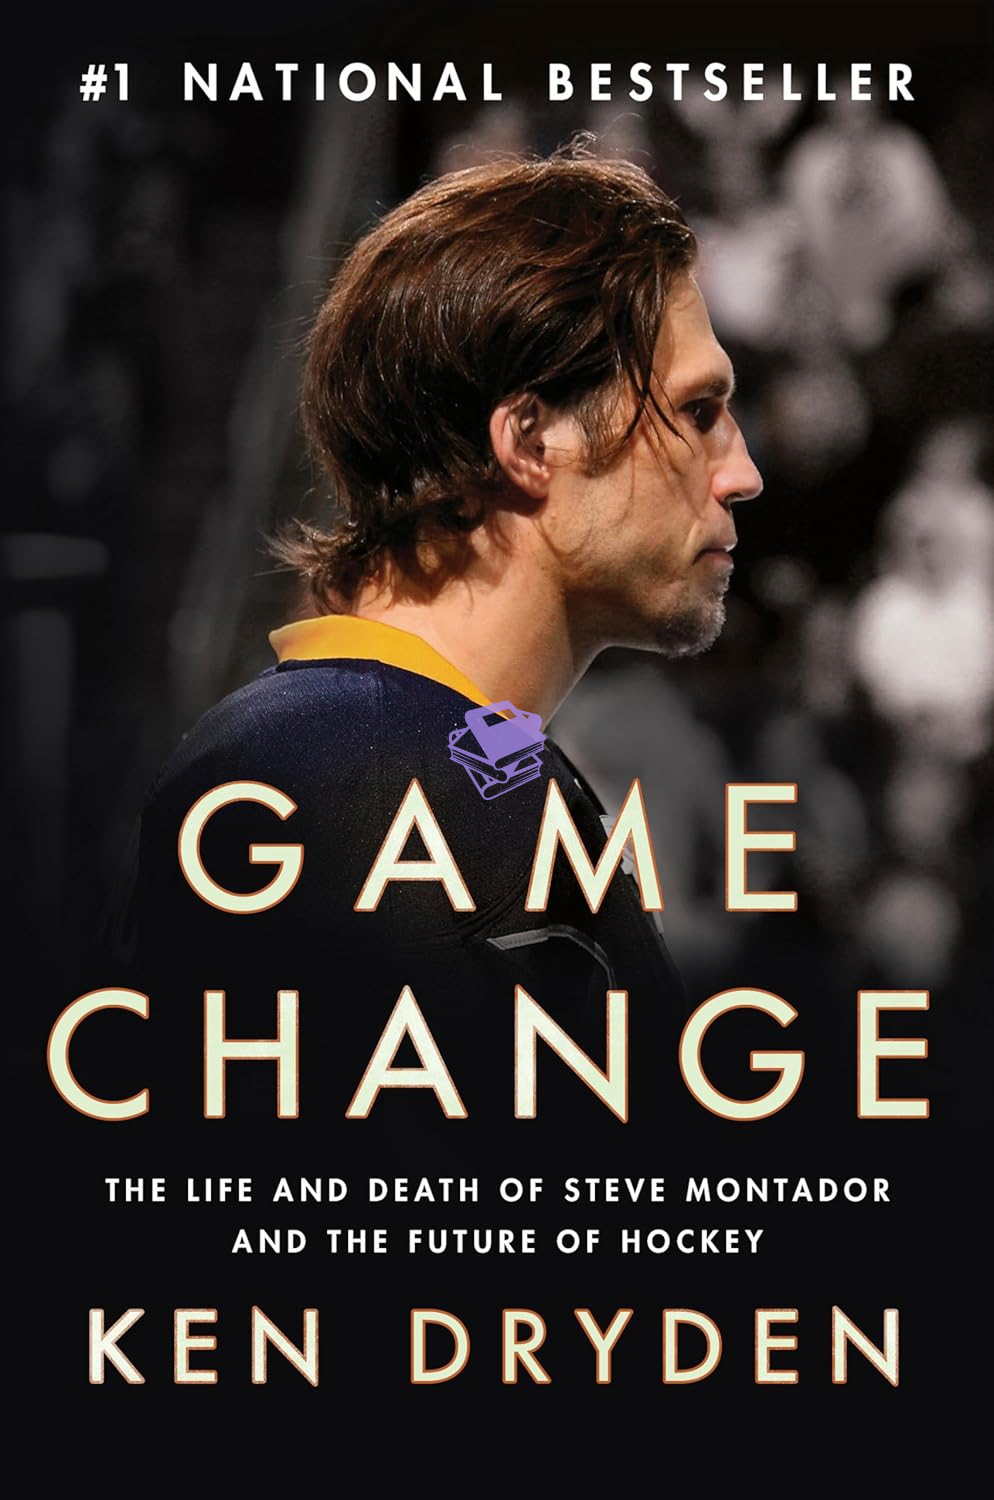 #1 NATIONAL BESTSELLER
GAME
CHANGE
THE LIFE AND DEATH OF STEVE MONTADOR
AND THE FUTURE OF HOCKEY
KEN DRYDEN